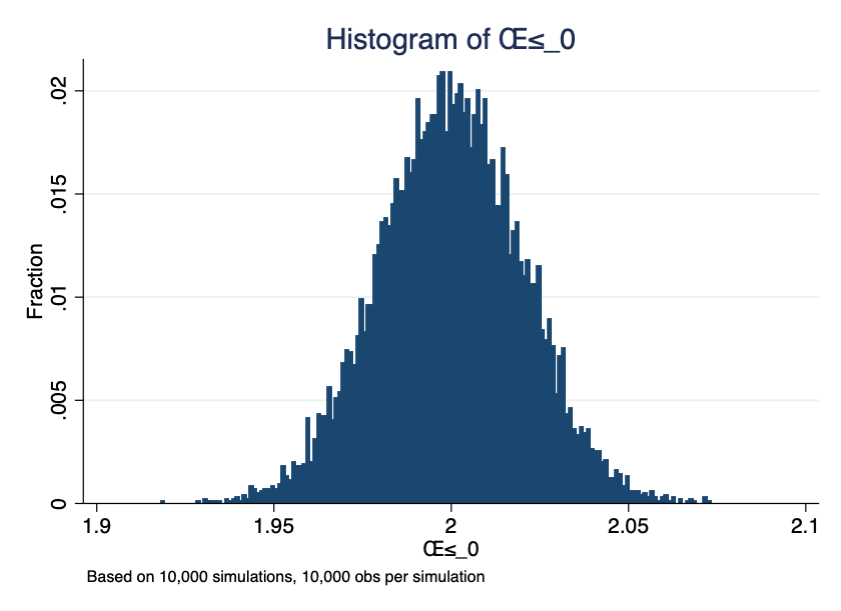 Histogram of Œ≤_0
.02
.015
.01
.005
0
Fraction
1.9
1.95
2
2.05
2.1
Œ≤_0
Based on 10,000 simulations, 10,000 obs per simulation